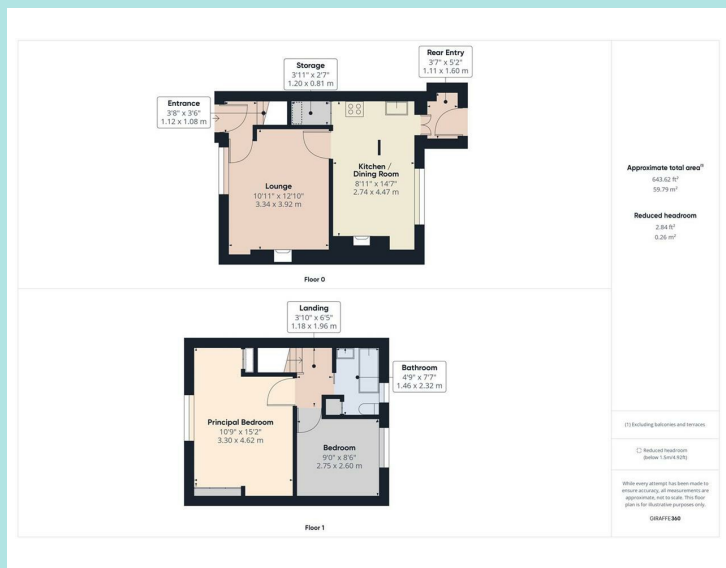 Rear Entry
3'7" x 5'2"
1.11 x 1.60 m
Storage
3'11" x 2'7"
1.20 x 0.81 m
Entrance
3'8" x 3'6"
1.12 x 1.08 m
Kitchen /
Dining Room
8'11" x 14'7"
2.74 x 4.47 m
Lounge
10'11" x 12'10"
3.34 x 3.92 m
Floor 0
Landing
3'10" x 6'5"
1.18 x 1.96 m
Bathroom
4'9" x 7'7"
1.46 x 2.32 m
Principal Bedroom
10'9" x 15'2"
3.30 x 4.62 m
Bedroom
9'0" x 8'6"
2.75 x 2.60 m
Floor 1
Approximate total area⁽¹⁾
643.62 ft²
59.79 m²
Reduced headroom
2.84 ft²
0.26 m²
(1) Excluding balconies and terraces
Reduced headroom
(below 1.5m/4.92ft)
While every attempt has been made to
ensure accuracy, all measurements are
approximate, not to scale. This floor
plan is for illustrative purposes only.
GIRAFFE360